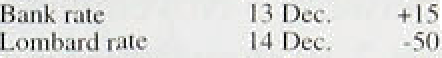 Bank rate 13 Dec. +15
Lombard rate 14 Dec. -50